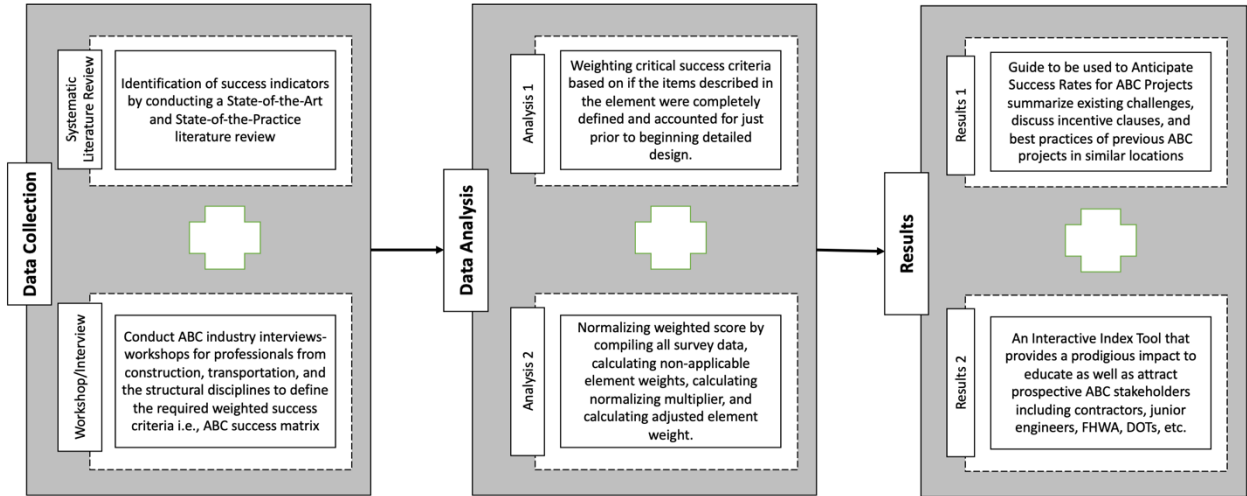 Data Collection
Systematic
Literature Review
Identification of success indicators
by conducting a State-of-the-Art
and State-of-the-Practice
literature review
Workshop/Interview
Conduct ABC industry interviews-
workshops for professionals from
construction, transportation, and
the structural disciplines to define
the required weighted success
criteria i.e., ABC success matrix
Data Analysis
Analysis 1
Weighting critical success criteria
based on if the items described in
the element were completely
defined and accounted for just
prior to beginning detailed
design.
Analysis 2
Normalizing weighted score by
compiling all survey data,
calculating non-applicable
element weights, calculating
normalizing multiplier, and
calculating adjusted element
weight.
Results
Results 1
Guide to be used to Anticipate
Success Rates for ABC Projects
summarize existing challenges,
discuss incentive clauses, and
best practices of previous ABC
projects in similar locations
Results 2
An Interactive Index Tool that
provides a prodigious impact to
educate as well as attract
prospective ABC stakeholders
including contractors, junior
engineers, FHWA, DOTs, etc.